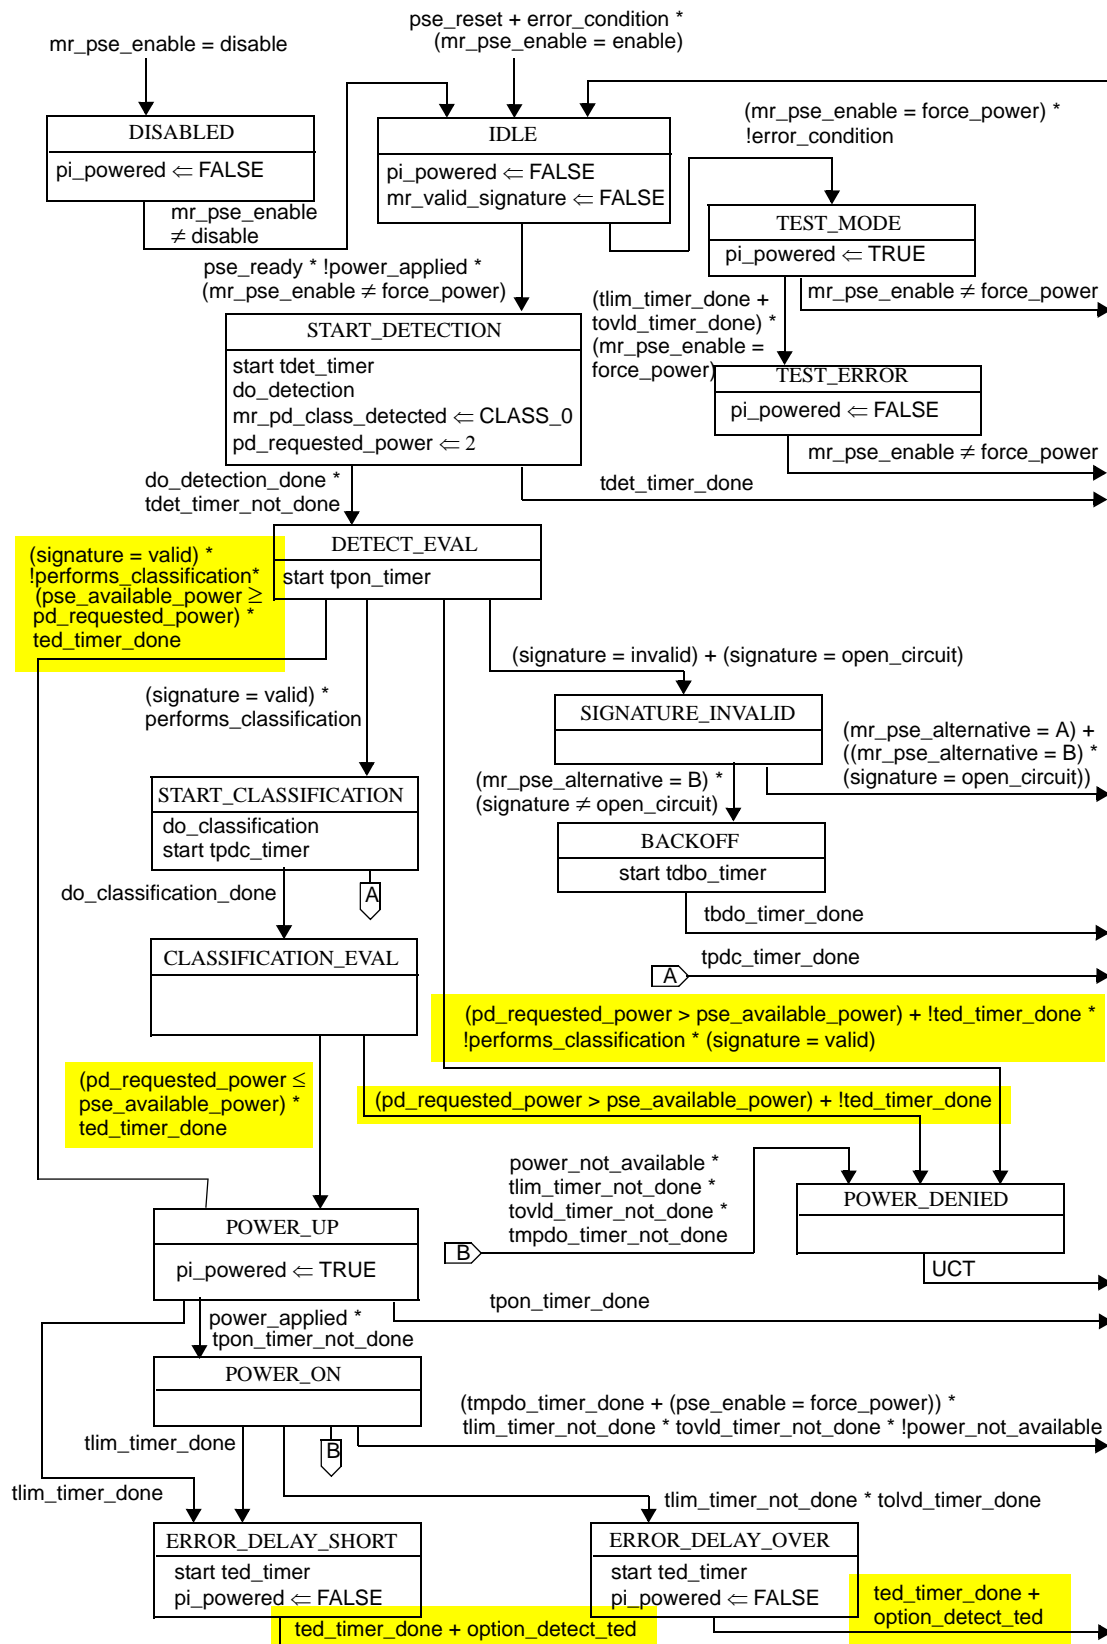 pse_reset + error_condition *
(mr_pse_enable = enable)
mr_pse_enable = disable
DISABLED
pi_powered ⇐ FALSE
IDLE
pi_powered ⇐ FALSE
mr_valid_signature ⇐ FALSE
(mr_pse_enable = force_power) *
!error_condition
mr_pse_enable
≠ disable
TEST_MODE
pi_powered ⇐ TRUE
pse_ready * !power_applied *
(mr_pse_enable ≠ force_power)
mr_pse_enable ≠ force_power
(tlim_timer_done +
tovld_timer_done) *
(mr_pse_enable =
force_power)
START_DETECTION
start tdet_timer
do_detection
mr_pd_class_detected ⇐ CLASS_0
pd_requested_power ⇐ 2
TEST_ERROR
pi_powered ⇐ FALSE
mr_pse_enable ≠ force_power
do_detection_done *
tdet_timer_not_done
tdet_timer_done
DETECT_EVAL
start tpon_timer
(signature = valid) *
!performs_classification*
(pse_available_power ≥
pd_requested_power) *
ted_timer_done
(signature = invalid) + (signature = open_circuit)
(signature = valid) *
performs_classification
SIGNATURE_INVALID
(mr_pse_alternative = A) +
((mr_pse_alternative = B) *
(signature = open_circuit))
(mr_pse_alternative = B) *
(signature ≠ open_circuit)
START_CLASSIFICATION
do_classification
start tpdc_timer
BACKOFF
start tdbo_timer
do_classification_done
A
tbdo_timer_done
CLASSIFICATION_EVAL
tpdc_timer_done
A
(pd_requested_power > pse_available_power) + !ted_timer_done *
!performs_classification * (signature = valid)
(pd_requested_power ≤
pse_available_power) *
ted_timer_done
(pd_requested_power > pse_available_power) + !ted_timer_done
power_not_available *
tlim_timer_not_done *
tovld_timer_not_done *
tmpdo_timer_not_done
B
POWER_DENIED
UCT
POWER_UP
pi_powered ⇐ TRUE
tpon_timer_done
power_applied *
tpon_timer_not_done
POWER_ON
(tmpdo_timer_done + (pse_enable = force_power)) *
tlim_timer_not_done * tovld_timer_not_done * !power_not_available
tlim_timer_done
B
tlim_timer_done
tlim_timer_not_done * tolvd_timer_done
ERROR_DELAY_SHORT
start ted_timer
pi_powered ⇐ FALSE
ERROR_DELAY_OVER
start ted_timer
pi_powered ⇐ FALSE
ted_timer_done +
option_detect_ted
ted_timer_done + option_detect_ted